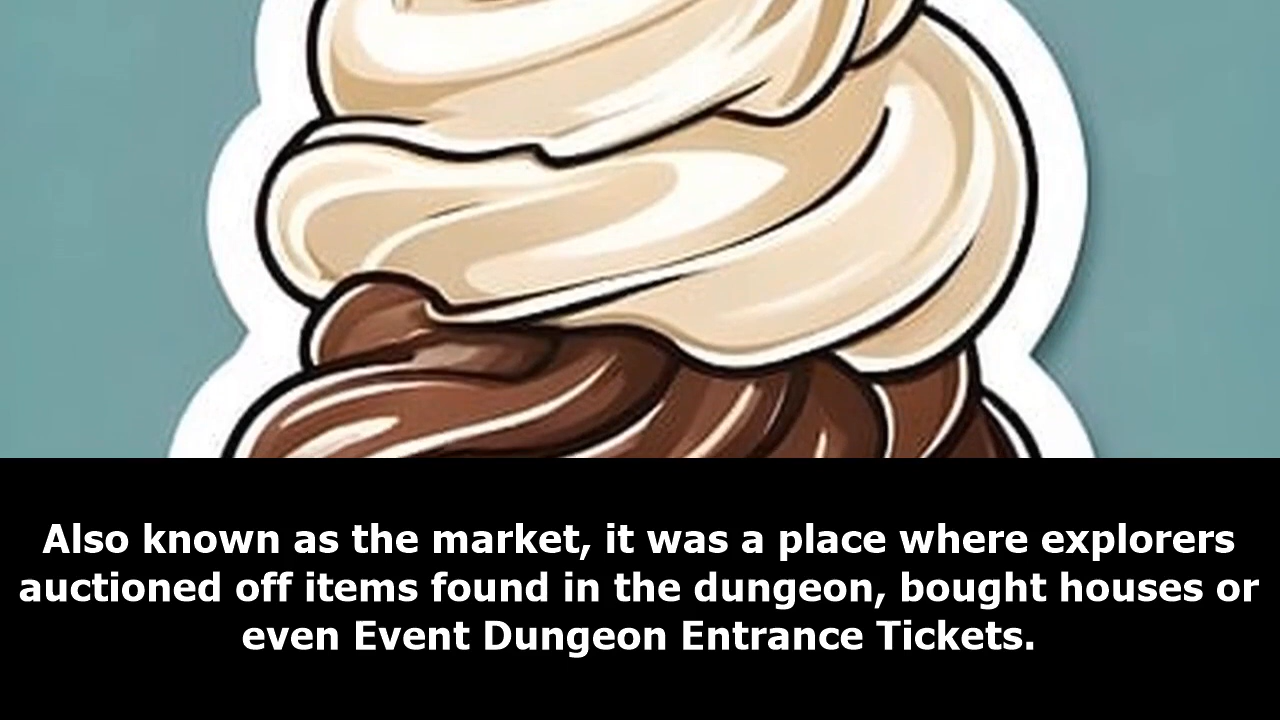 Also known as the market, it was a place where explorers
auctioned off items found in the dungeon, bought houses or
even Event Dungeon Entrance Tickets.